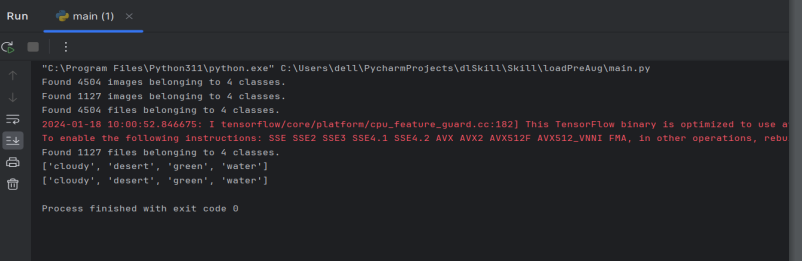 Run main (1)
"C:\Program Files\Python311\python.exe" C:\Users\dell\PycharmProjects\dlSkill\Skill\loadPreAug\main.py
Found 4504 images belonging to 4 classes.
Found 1127 images belonging to 4 classes.
Found 4504 files belonging to 4 classes.
2024-01-18 10:00:52.846675: I tensorflow/core/platform/cpu_feature_guard.cc:182] This TensorFlow binary is optimized to use a
To enable the following instructions: SSE SSE2 SSE3 SSE4.1 SSE4.2 AVX AVX2 AVX512F AVX512_VNNI FMA, in other operations, rebu
Found 1127 files belonging to 4 classes.
['cloudy', 'desert', 'green', 'water']
['cloudy', 'desert', 'green', 'water']
Process finished with exit code 0